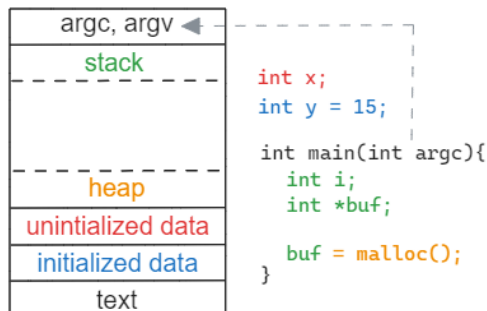 argc, argv
stack
heap
unintialized data
initialized data
text
int x;
int y = 15;
int main(int argc){
int i;
int *buf;
buf = malloc();
}